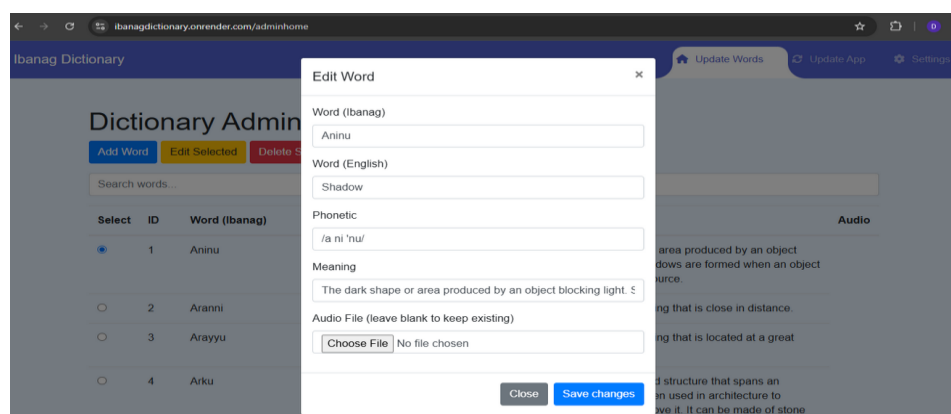 ibanagdictionary.onrender.com/adminhome
D
Ibanag Dictionary
Update Words
Update App
Settings
Dictionary Admin
Add Word
Edit Selected
Delete S
Search words...
Select ID Word (Ibanag) Audio
1 Aninu
area produced by an object
dows are formed when an object
ource.
2 Aranni
ng that is close in distance.
3 Arayyu
ng that is located at a great
4 Arku
d structure that spans an
en used in architecture to
ove it. It can be made of stone
Edit Word
×
Word (Ibanag)
Aninu
Word (English)
Shadow
Phonetic
/a ni 'nu/
Meaning
The dark shape or area produced by an object blocking light. S
Audio File (leave blank to keep existing)
Choose File No file chosen
Close Save changes